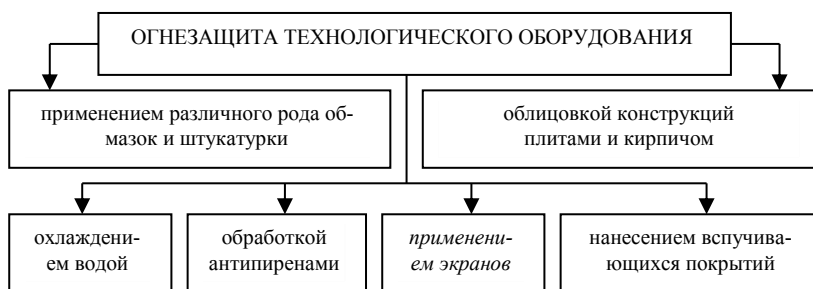 ОГНЕЗАЩИТА ТЕХНОЛОГИЧЕСКОГО ОБОРУДОВАНИЯ
применением различного рода об-
мазок и штукатурки
облицовкой конструкций
плитами и кирпичом
охлаждени-
ем водой
обработкой
антипиренами
применени-
ем экранов
нанесением вспучива-
ющихся покрытий